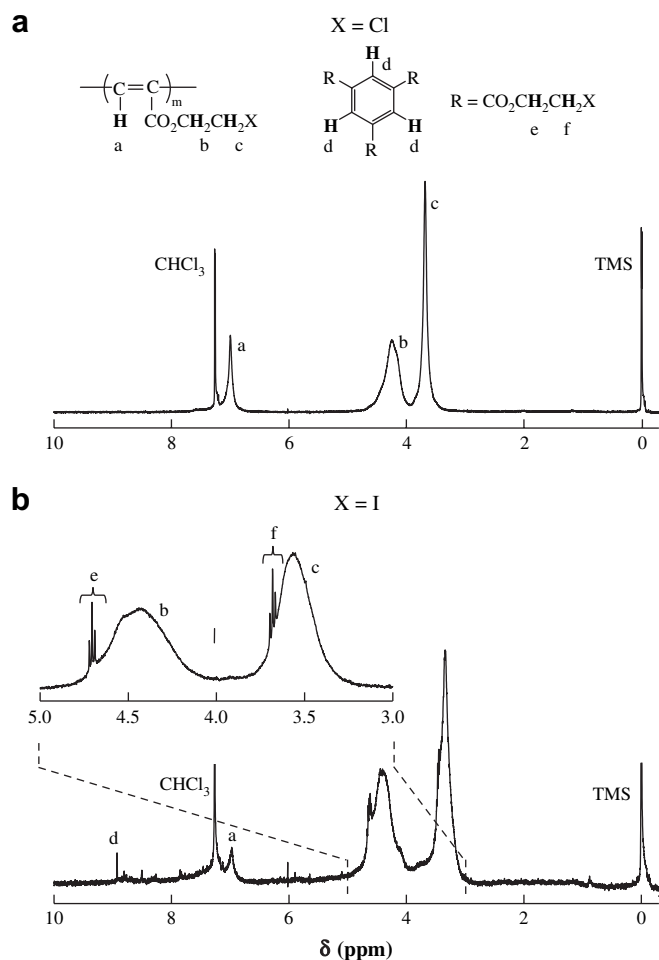 a
X = Cl
—( C = C )m—
H CO2CH2CH2X
a b c
H
d
R R
H H
d R d
R = CO2CH2CH2X
e f
CHCl3
a
b
c
TMS
10 8 6 4 2 0
b
X = I
e
b
f
c
5.0 4.5 4.0 3.5 3.0
CHCl3
d
a
TMS
10 8 6 4 2 0
δ (ppm)